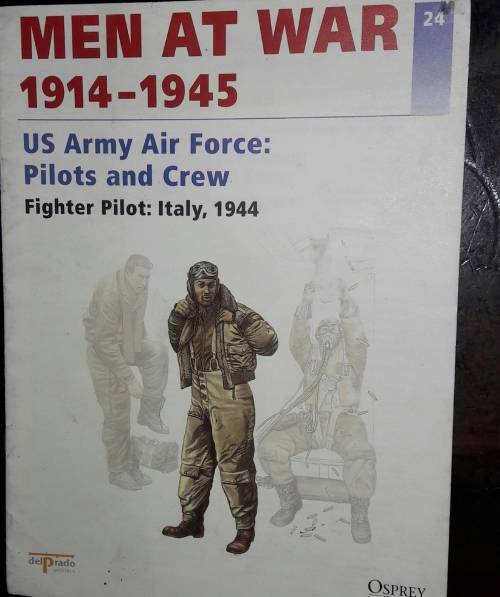 MEN AT WAR
24
1914–1945
US Army Air Force:
Pilots and Crew
Fighter Pilot: Italy, 1944
delPrado
OSPREY